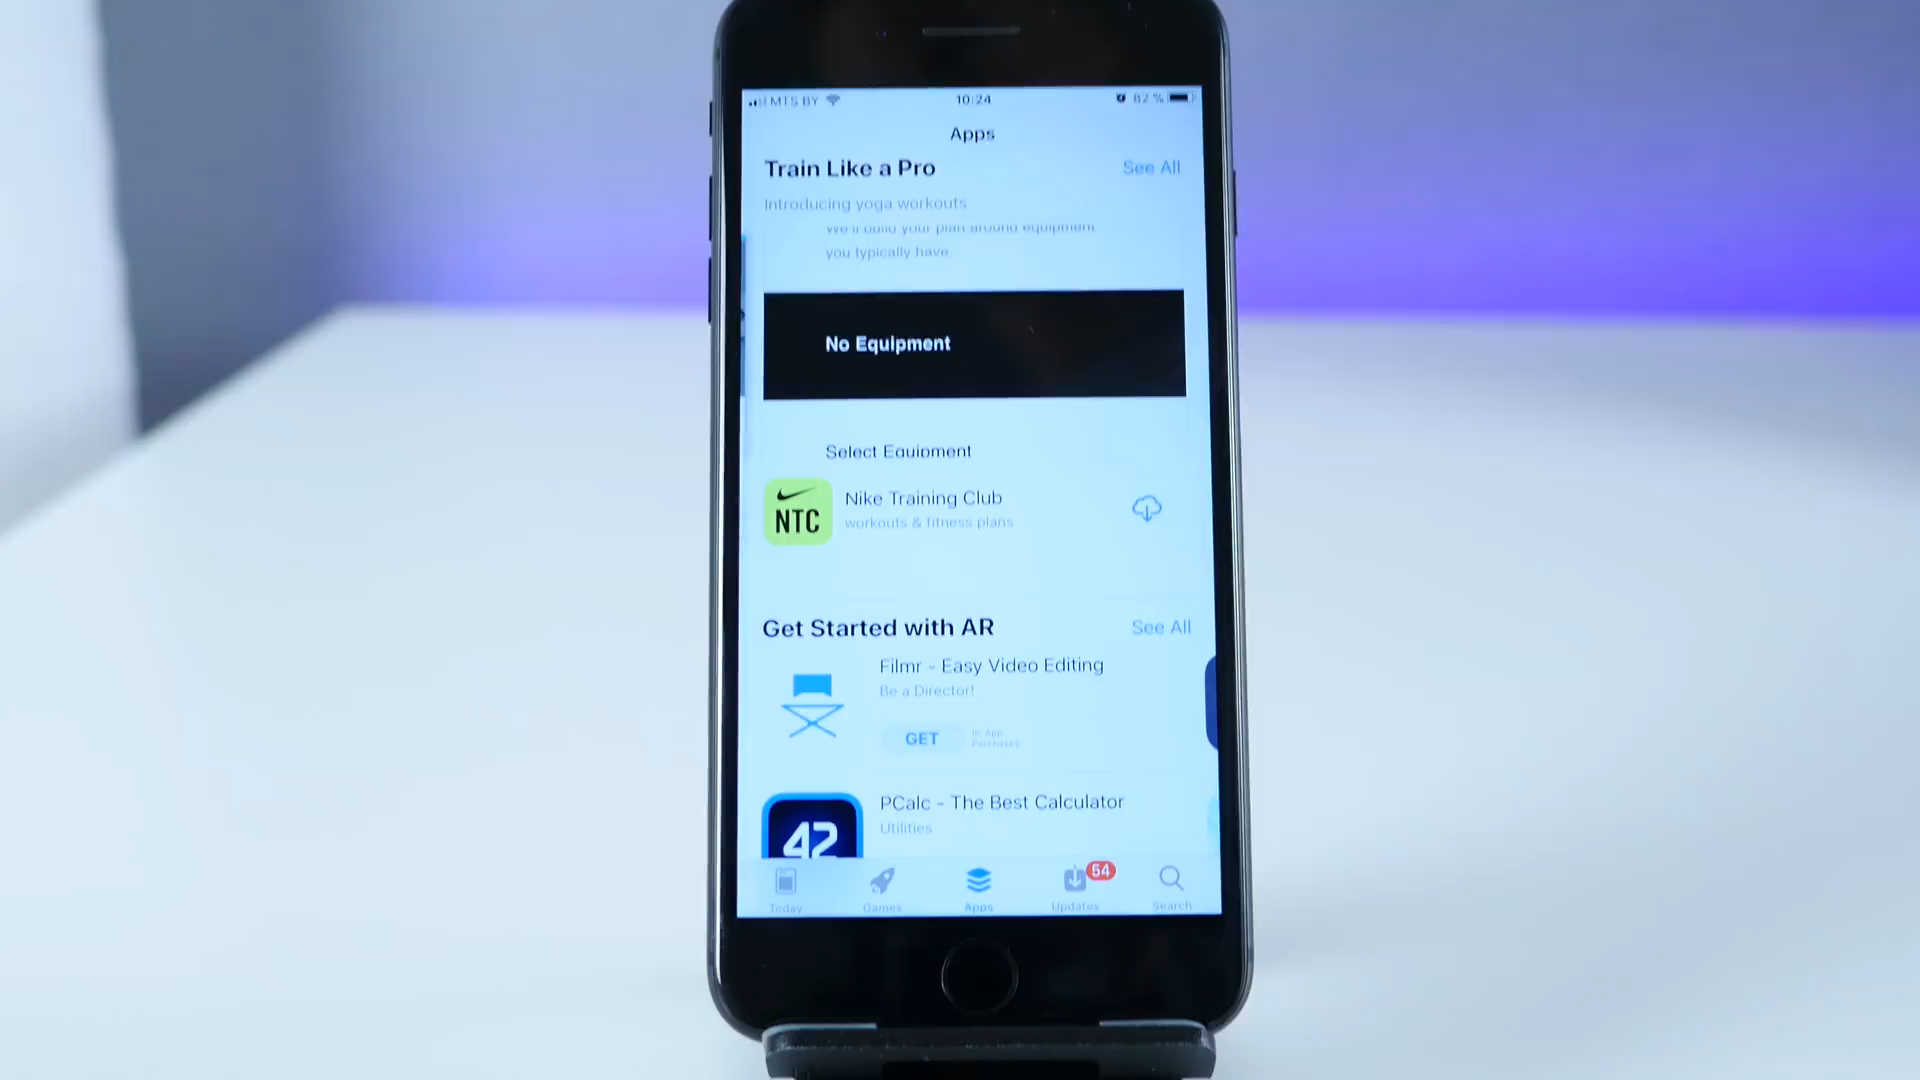 MTS BY 10:24 82 %
Apps
Train Like a Pro See All
Introducing yoga workouts
We'll build your plan around equipment
you typically have.
No Equipment
Select Equipment
NTC
Nike Training Club
workouts & fitness plans
Get Started with AR See All
Filmr - Easy Video Editing
Be a Director!
GET In-App
Purchases
PCalc - The Best Calculator
Utilities
42
54
Today Games Apps Updates Search